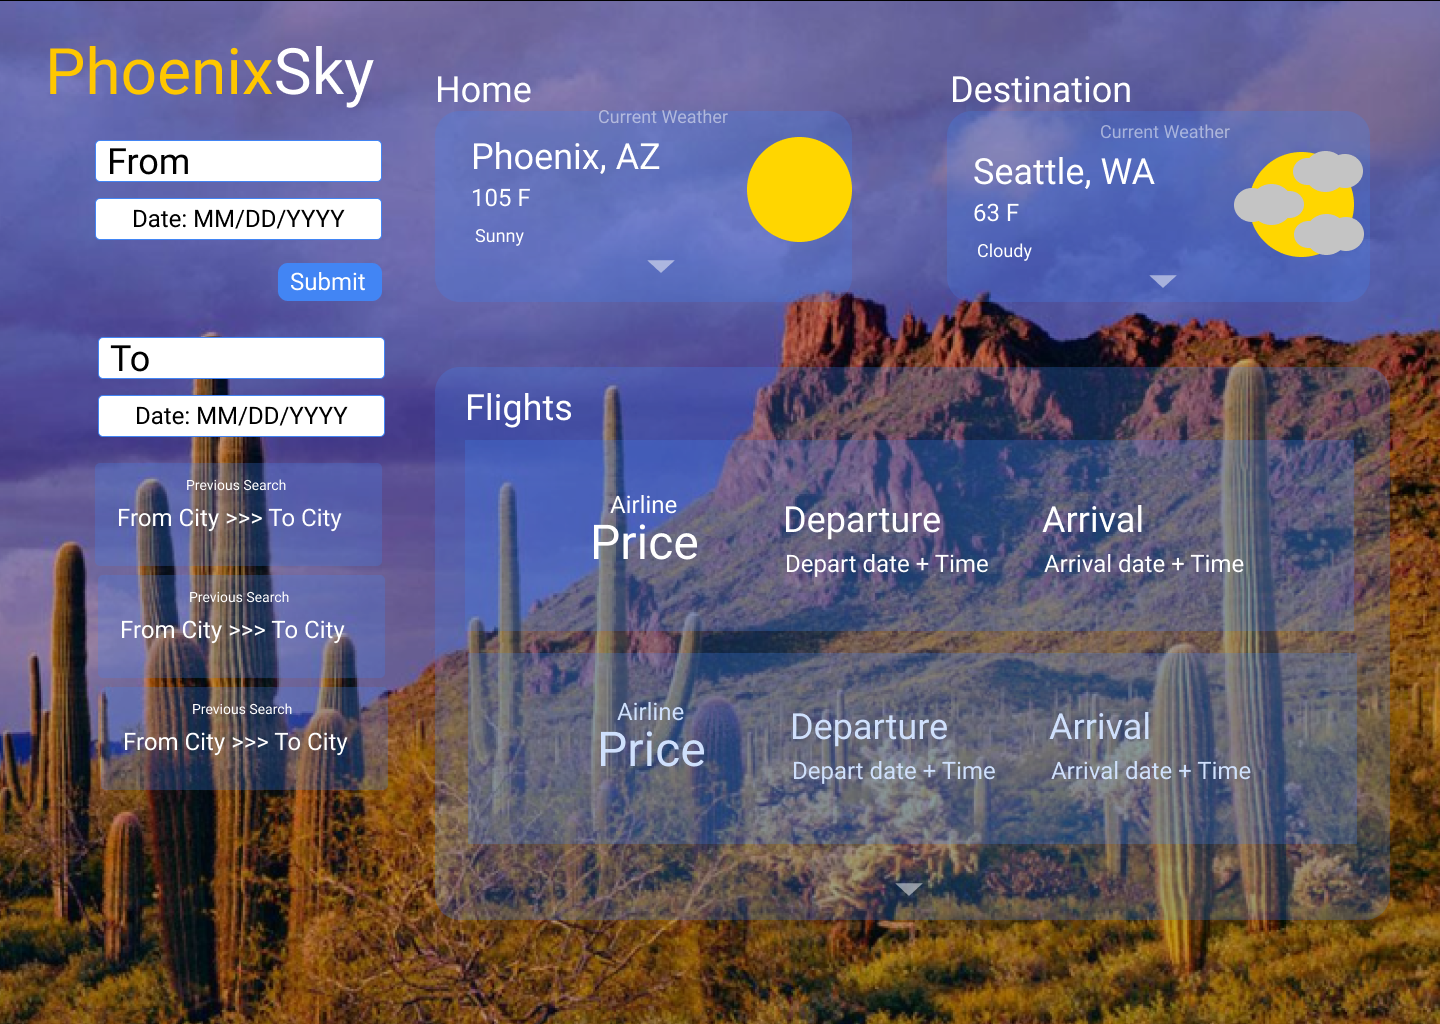 PhoenixSky
From
Date: MM/DD/YYYY
Submit
To
Date: MM/DD/YYYY
Previous Search
From City >>> To City
Previous Search
From City >>> To City
Previous Search
From City >>> To City
Home
Current Weather
Phoenix, AZ
105 F
Sunny
Destination
Current Weather
Seattle, WA
63 F
Cloudy
Flights
Airline
Price
Departure
Depart date + Time
Arrival
Arrival date + Time
Airline
Price
Departure
Depart date + Time
Arrival
Arrival date + Time